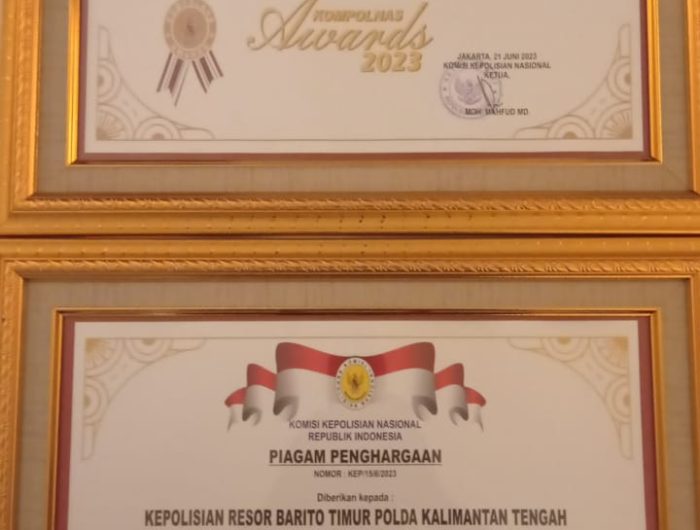 KOMPOLNAS
Awards
2023
JAKARTA, 21 JUNI 2023
KOMISI KEPOLISIAN NASIONAL
KETUA,
MOH. MAHFUD MD.
KOMISI KEPOLISIAN NASIONAL
REPUBLIK INDONESIA
PIAGAM PENGHARGAAN
NOMOR : KEP/15/6/2023
Diberikan kepada :
KEPOLISIAN RESOR BARITO TIMUR POLDA KALIMANTAN TENGAH